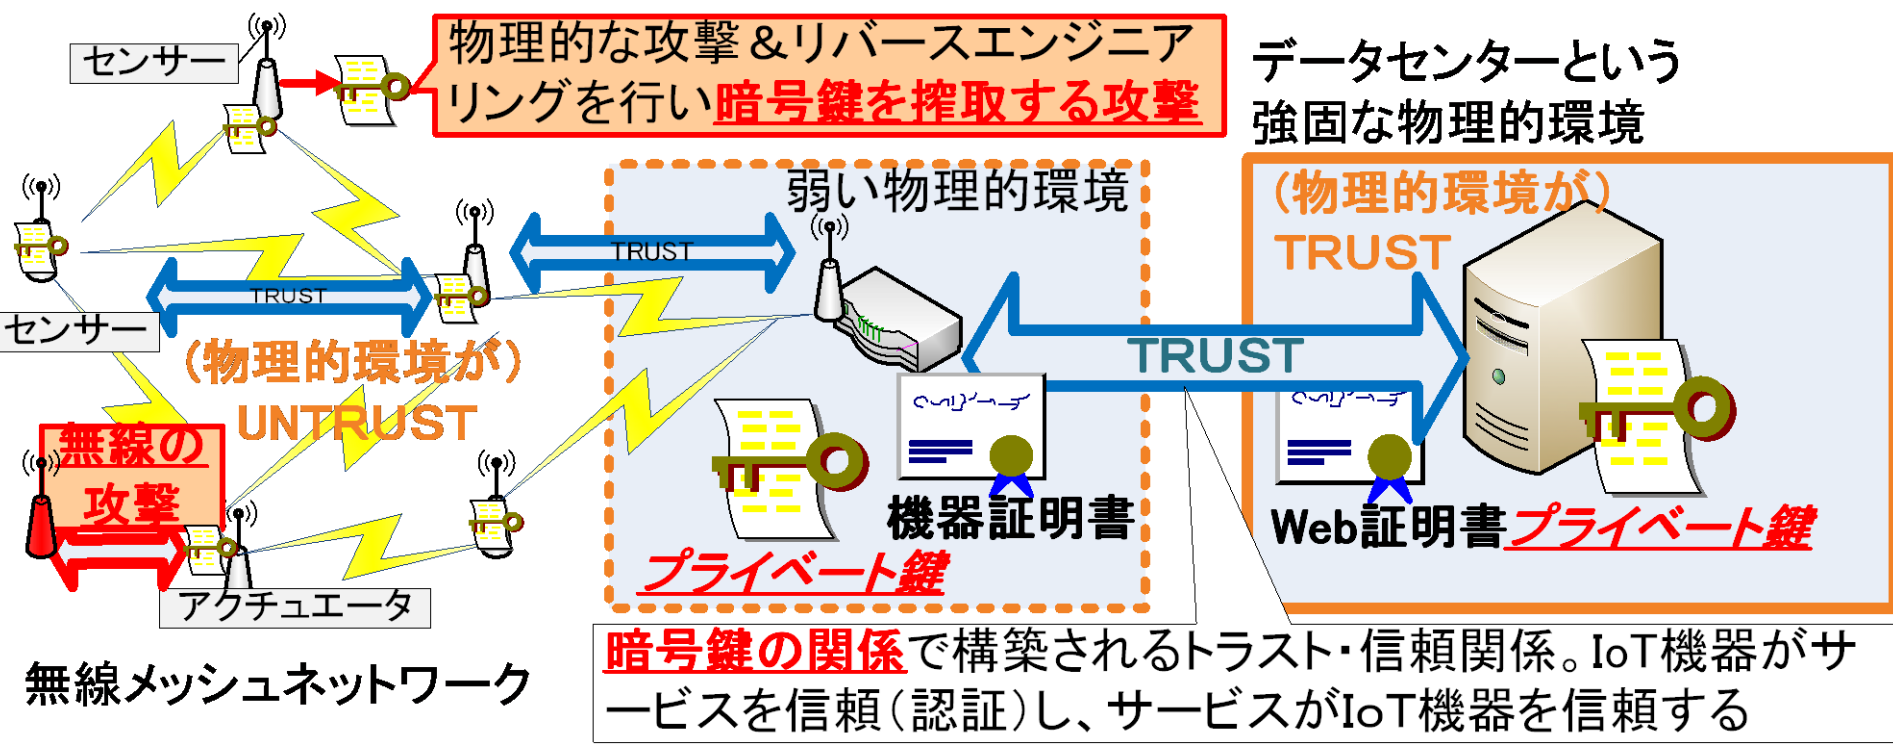 センサー
物理的な攻撃＆リバースエンジニア
リングを行い暗号鍵を搾取する攻撃
データセンターという
強固な物理的環境
弱い物理的環境
(物理的環境が)
TRUST
TRUST
TRUST
TRUST
センサー
(物理的環境が)
UNTRUST
無線の
攻撃
アクチュエータ
機器証明書
プライベート鍵
Web証明書プライベート鍵
無線メッシュネットワーク
暗号鍵の関係で構築されるトラスト・信頼関係。IoT機器がサ
ービスを信頼(認証)し、サービスがIoT機器を信頼する